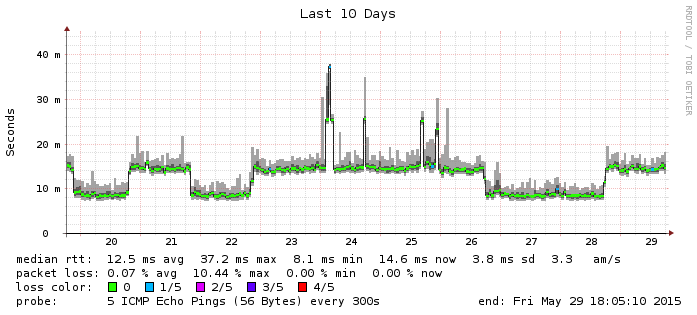 Last 10 Days
RRDTOOL / TOBI OETIKER
Seconds
40 m
30 m
20 m
10 m
0
20 21 22 23 24 25 26 27 28 29
median rtt: 12.5 ms avg 37.2 ms max 8.1 ms min 14.6 ms now 3.8 ms sd 3.3 am/s
packet loss: 0.07 % avg 10.44 % max 0.00 % min 0.00 % now
loss color: 0 1/5 2/5 3/5 4/5
probe: 5 ICMP Echo Pings (56 Bytes) every 300s end: Fri May 29 18:05:10 2015